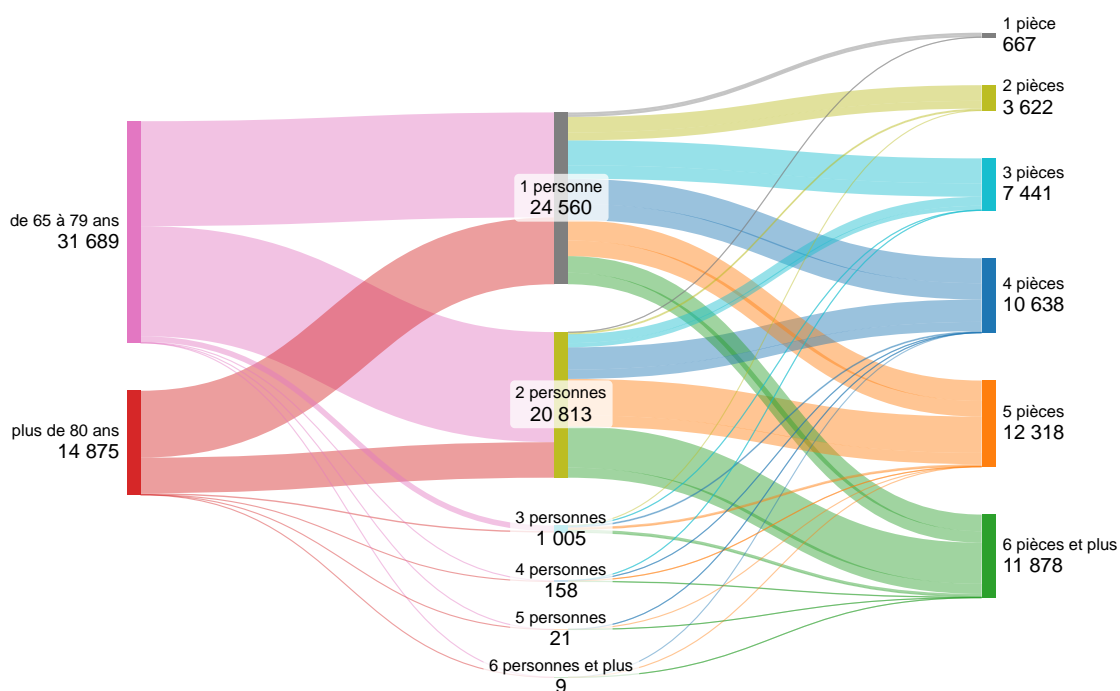 de 65 à 79 ans
31 689
plus de 80 ans
14 875
1 personne
24 560
2 personnes
20 813
3 personnes
1 005
4 personnes
158
5 personnes
21
6 personnes et plus
9
1 pièce
667
2 pièces
3 622
3 pièces
7 441
4 pièces
10 638
5 pièces
12 318
6 pièces et plus
11 878